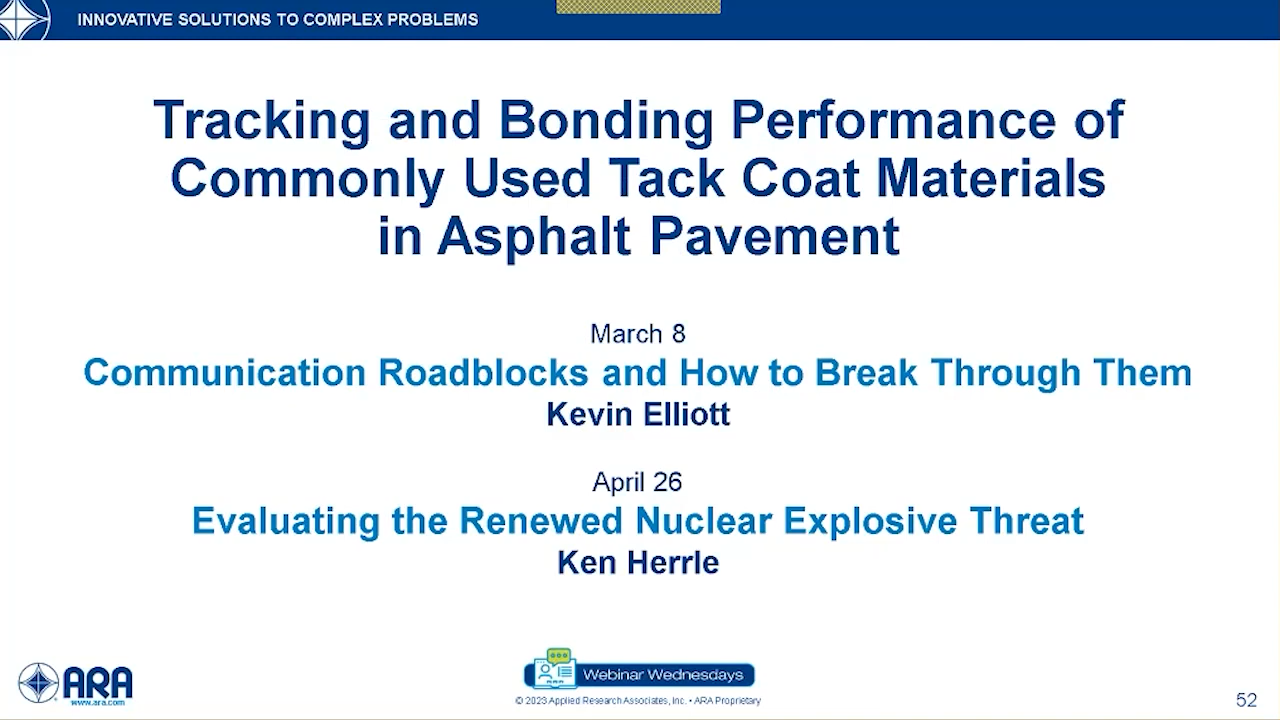 INNOVATIVE SOLUTIONS TO COMPLEX PROBLEMS
Tracking and Bonding Performance of
Commonly Used Tack Coat Materials
in Asphalt Pavement
March 8
Communication Roadblocks and How to Break Through Them
Kevin Elliott
April 26
Evaluating the Renewed Nuclear Explosive Threat
Ken Herrle
ARA
www.ara.com
Webinar Wednesdays
© 2023 Applied Research Associates, Inc. • ARA Proprietary
52